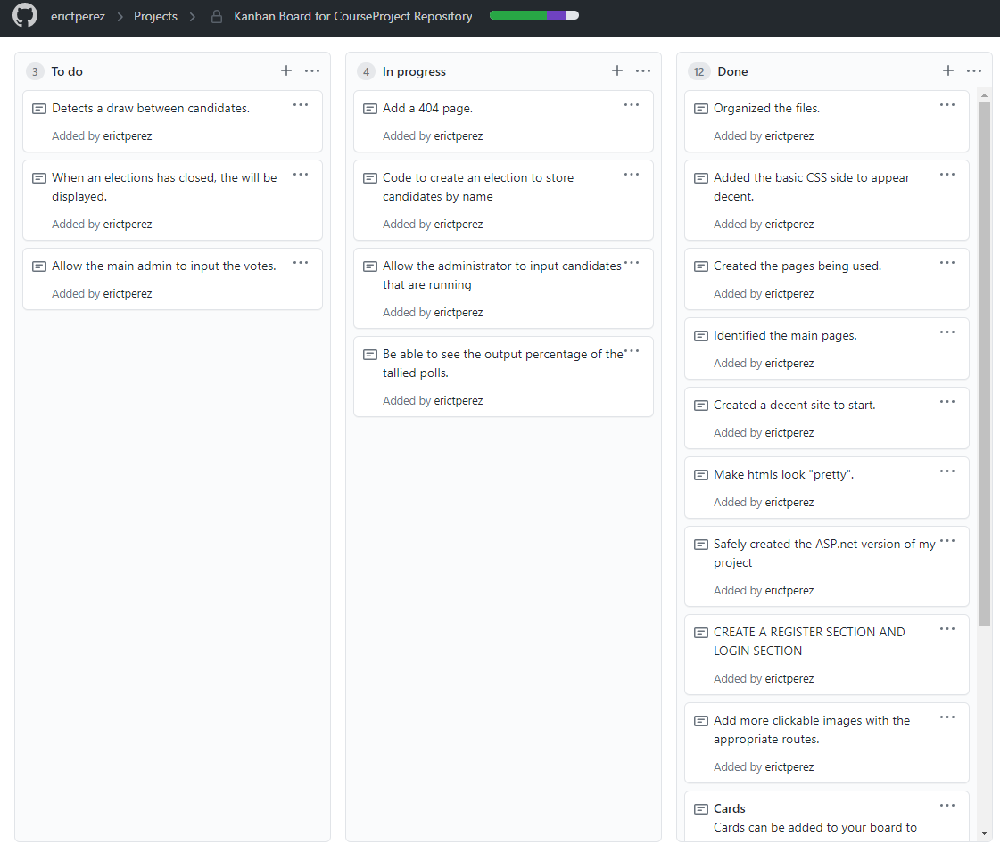 erictperez Projects Kanban Board for CourseProject Repository
3 To do
Detects a draw between candidates.
Added by erictperez
When an elections has closed, the will be
displayed.
Added by erictperez
Allow the main admin to input the votes.
Added by erictperez
4 In progress
Add a 404 page.
Added by erictperez
Code to create an election to store
candidates by name
Added by erictperez
Allow the administrator to input candidates
that are running
Added by erictperez
Be able to see the output percentage of the
tallied polls.
Added by erictperez
12 Done
Organized the files.
Added by erictperez
Added the basic CSS side to appear
decent.
Added by erictperez
Created the pages being used.
Added by erictperez
Identified the main pages.
Added by erictperez
Created a decent site to start.
Added by erictperez
Make htmls look "pretty".
Added by erictperez
Safely created the ASP.net version of my
project
Added by erictperez
CREATE A REGISTER SECTION AND
LOGIN SECTION
Added by erictperez
Add more clickable images with the
appropriate routes.
Added by erictperez
Cards
Cards can be added to your board to